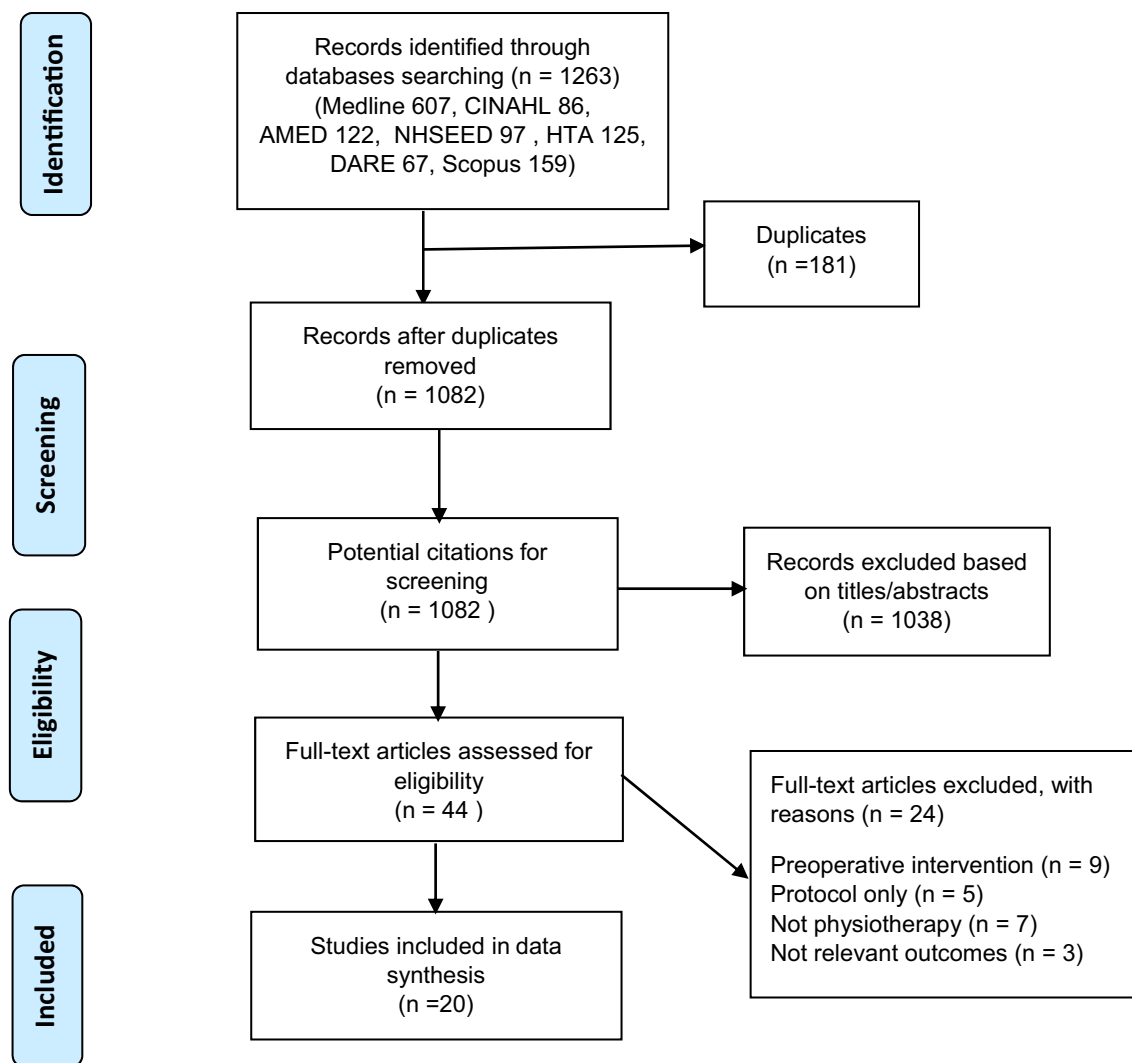 Identification
Records identified through
databases searching (n = 1263)
(Medline 607, CINAHL 86,
AMED 122,  NHSEED 97 , HTA 125,
DARE 67, Scopus 159)
Duplicates
(n =181)
Screening
Records after duplicates
removed
(n = 1082)
Potential citations for
screening
(n = 1082 )
Records excluded based
on titles/abstracts
(n = 1038)
Eligibility
Full-text articles assessed for
eligibility
(n = 44 )
Full-text articles excluded, with
reasons (n = 24)
Preoperative intervention (n = 9)
Protocol only (n = 5)
Not physiotherapy (n = 7)
Not relevant outcomes (n = 3)
Included
Studies included in data
synthesis
(n =20)